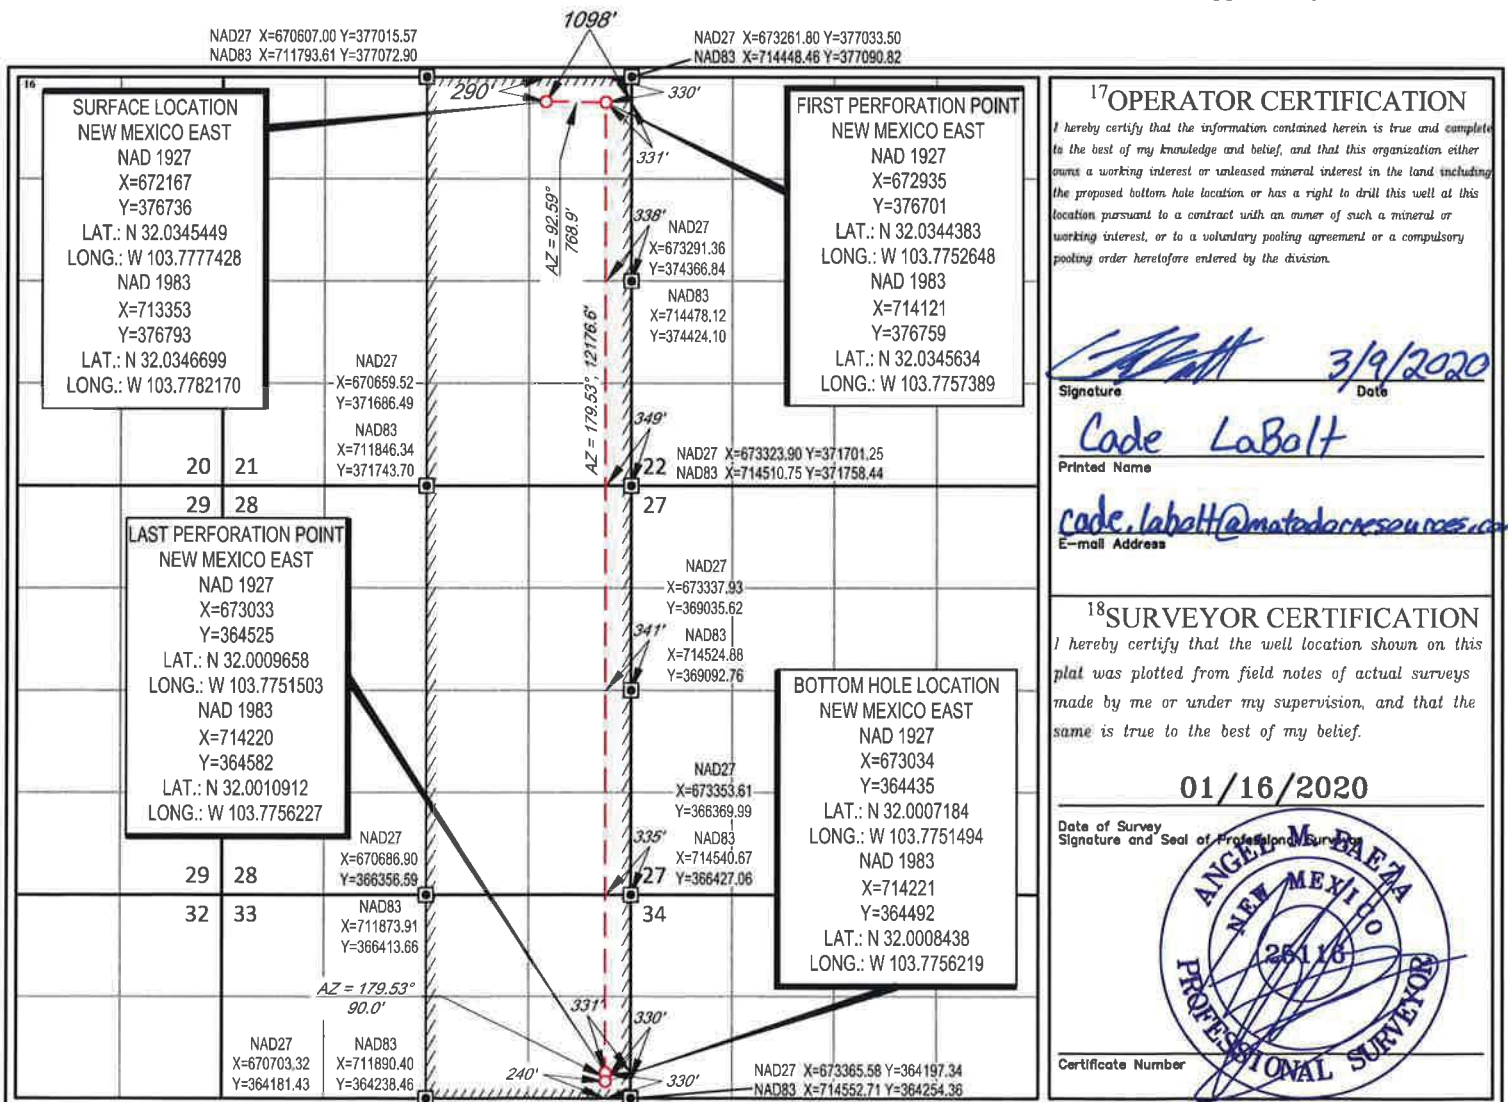 1098'
NAD27 X=670607.00 Y=377015.57
NAD83 X=711793.61 Y=377072.90
NAD27 X=673261.80 Y=377033.50
NAD83 X=714448.46 Y=377090.82
16
290'
330'
331'
SURFACE LOCATION
NEW MEXICO EAST
NAD 1927
X=672167
Y=376736
LAT.: N 32.0345449
LONG.: W 103.7777428
NAD 1983
X=713353
Y=376793
LAT.: N 32.0346699
LONG.: W 103.7782170
FIRST PERFORATION POINT
NEW MEXICO EAST
NAD 1927
X=672935
Y=376701
LAT.: N 32.0344383
LONG.: W 103.7752648
NAD 1983
X=714121
Y=376759
LAT.: N 32.0345634
LONG.: W 103.7757389
AZ = 92.59°
768.9'
338'
NAD27
X=673291.36
Y=374366.84
NAD83
X=714478.12
Y=374424.10
AZ = 179.53°, 12176.6'
NAD27
X=670659.52
Y=371686.49
NAD83
X=711846.34
Y=371743.70
349'
NAD27 X=673323.90 Y=371701.25
NAD83 X=714510.75 Y=371758.44
20 21
22
29 28
27
LAST PERFORATION POINT
NEW MEXICO EAST
NAD 1927
X=673033
Y=364525
LAT.: N 32.0009658
LONG.: W 103.7751503
NAD 1983
X=714220
Y=364582
LAT.: N 32.0010912
LONG.: W 103.7756227
NAD27
X=673337.93
Y=369035.62
341'
NAD83
X=714524.88
Y=369092.76
BOTTOM HOLE LOCATION
NEW MEXICO EAST
NAD 1927
X=673034
Y=364435
LAT.: N 32.0007184
LONG.: W 103.7751494
NAD 1983
X=714221
Y=364492
LAT.: N 32.0008438
LONG.: W 103.7756219
NAD27
X=673353.61
Y=366369.99
335'
NAD83
X=714540.67
Y=366427.06
NAD27
X=670686.90
Y=366356.59
NAD83
X=711873.91
Y=366413.66
29 28
27
32 33
34
AZ = 179.53°
90.0'
331'
330'
NAD27
X=670703.32
Y=364181.43
NAD83
X=711890.40
Y=364238.46
240'
330'
NAD27 X=673365.58 Y=364197.34
NAD83 X=714552.71 Y=364254.36
17 OPERATOR CERTIFICATION
I hereby certify that the information contained herein is true and complete
to the best of my knowledge and belief, and that this organization either
owns a working interest or unleased mineral interest in the land including
the proposed bottom hole location or has a right to drill this well at this
location pursuant to a contract with an owner of such a mineral or
working interest, or to a voluntary pooling agreement or a compulsory
pooling order heretofore entered by the division.
3/9/2020
Signature Date
Cade LaBolt
Printed Name
cade.labolt@matadorresources.com
E-mail Address
18 SURVEYOR CERTIFICATION
I hereby certify that the well location shown on this
plat was plotted from field notes of actual surveys
made by me or under my supervision, and that the
same is true to the best of my belief.
01/16/2020
Date of Survey
Signature and Seal of Professional Surveyor
ANGEL M. BAEZA
NEW MEXICO
25116
PROFESSIONAL SURVEYOR
Certificate Number